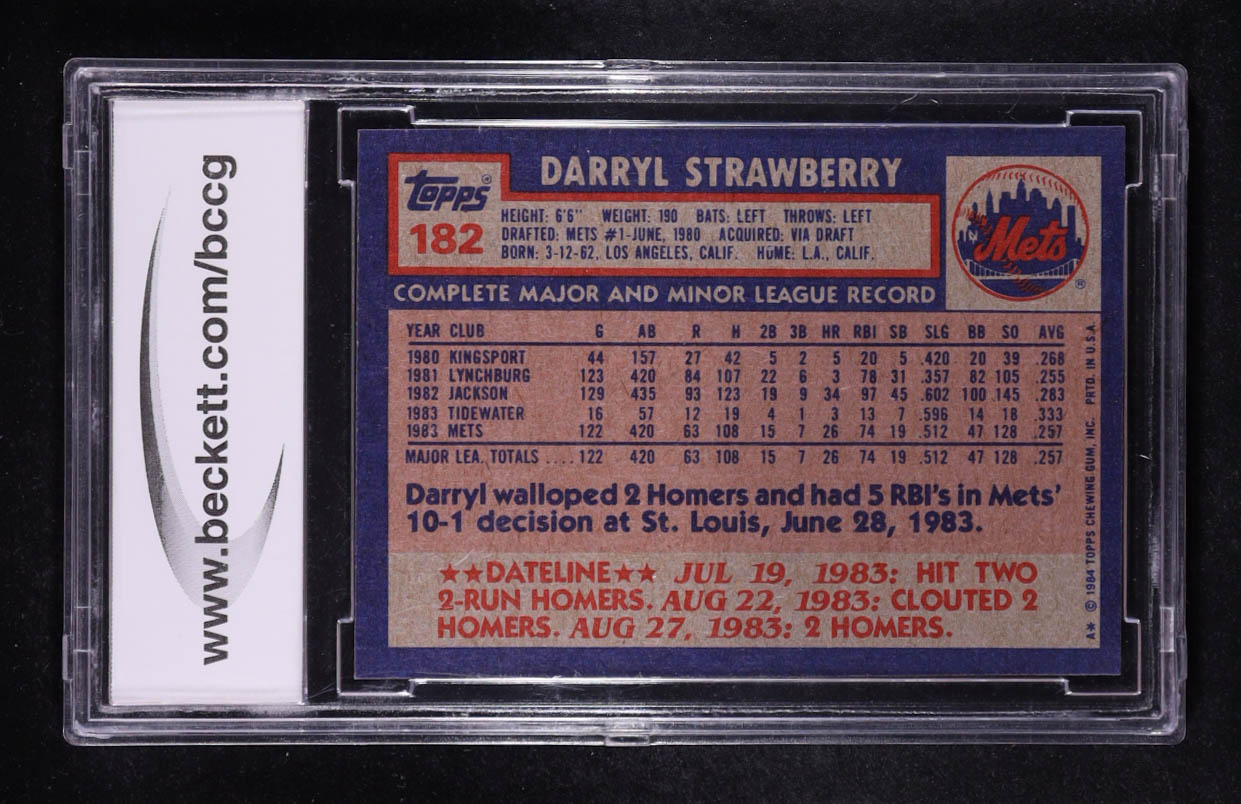 www.beckett.com/bccg
Topps®
182
DARRYL STRAWBERRY
HEIGHT: 6'6" WEIGHT: 190 BATS: LEFT THROWS: LEFT
DRAFTED: METS #1-JUNE, 1980 ACQUIRED: VIA DRAFT
BORN: 3-12-62, LOS ANGELES, CALIF. HOME: L.A., CALIF.
Mets
NY
®
COMPLETE MAJOR AND MINOR LEAGUE RECORD
YEAR CLUB G AB R H 2B 3B HR RBI SB SLG BB SO AVG
1980 KINGSPORT 44 157 27 42 5 2 5 20 5 .420 20 39 .268
1981 LYNCHBURG 123 420 84 107 22 6 3 78 31 .357 82 105 .255
1982 JACKSON 129 435 93 123 19 9 34 97 45 .602 100 145 .283
1983 TIDEWATER 16 57 12 19 4 1 3 13 7 .596 14 18 .333
1983 METS 122 420 63 108 15 7 26 74 19 .512 47 128 .257
MAJOR LEA. TOTALS .... 122 420 63 108 15 7 26 74 19 .512 47 128 .257
Darryl walloped 2 Homers and had 5 RBI's in Mets'
10-1 decision at St. Louis, June 28, 1983.
★★DATELINE★★ JUL 19, 1983: HIT TWO
2-RUN HOMERS. AUG 22, 1983: CLOUTED 2
HOMERS. AUG 27, 1983: 2 HOMERS.
A* © 1984 TOPPS CHEWING GUM, INC. PRTD. IN U.S.A.